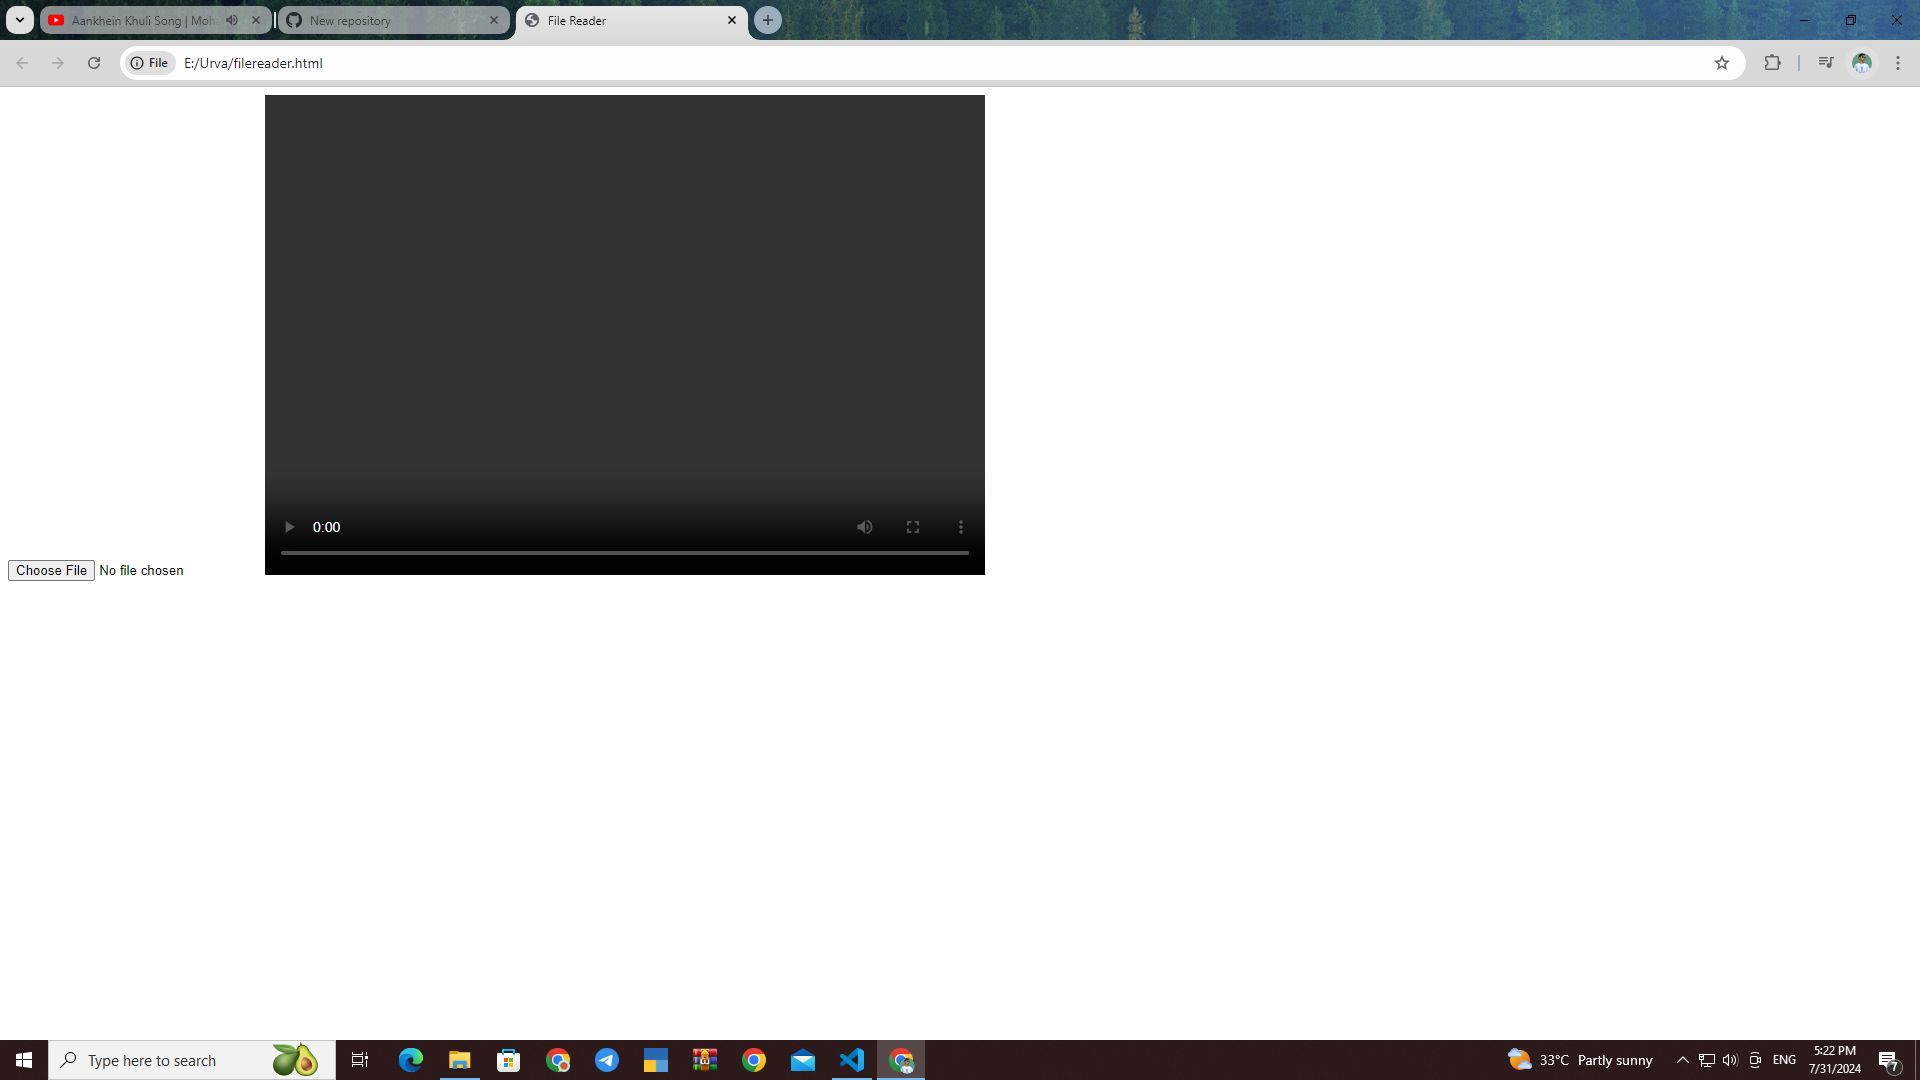 Aankhein Khuli Song | Moh
New repository
File Reader
File
E:/Urva/filereader.html
0:00
Choose File No file chosen
Type here to search
33°C Partly sunny
ENG
5:22 PM
7/31/2024
7